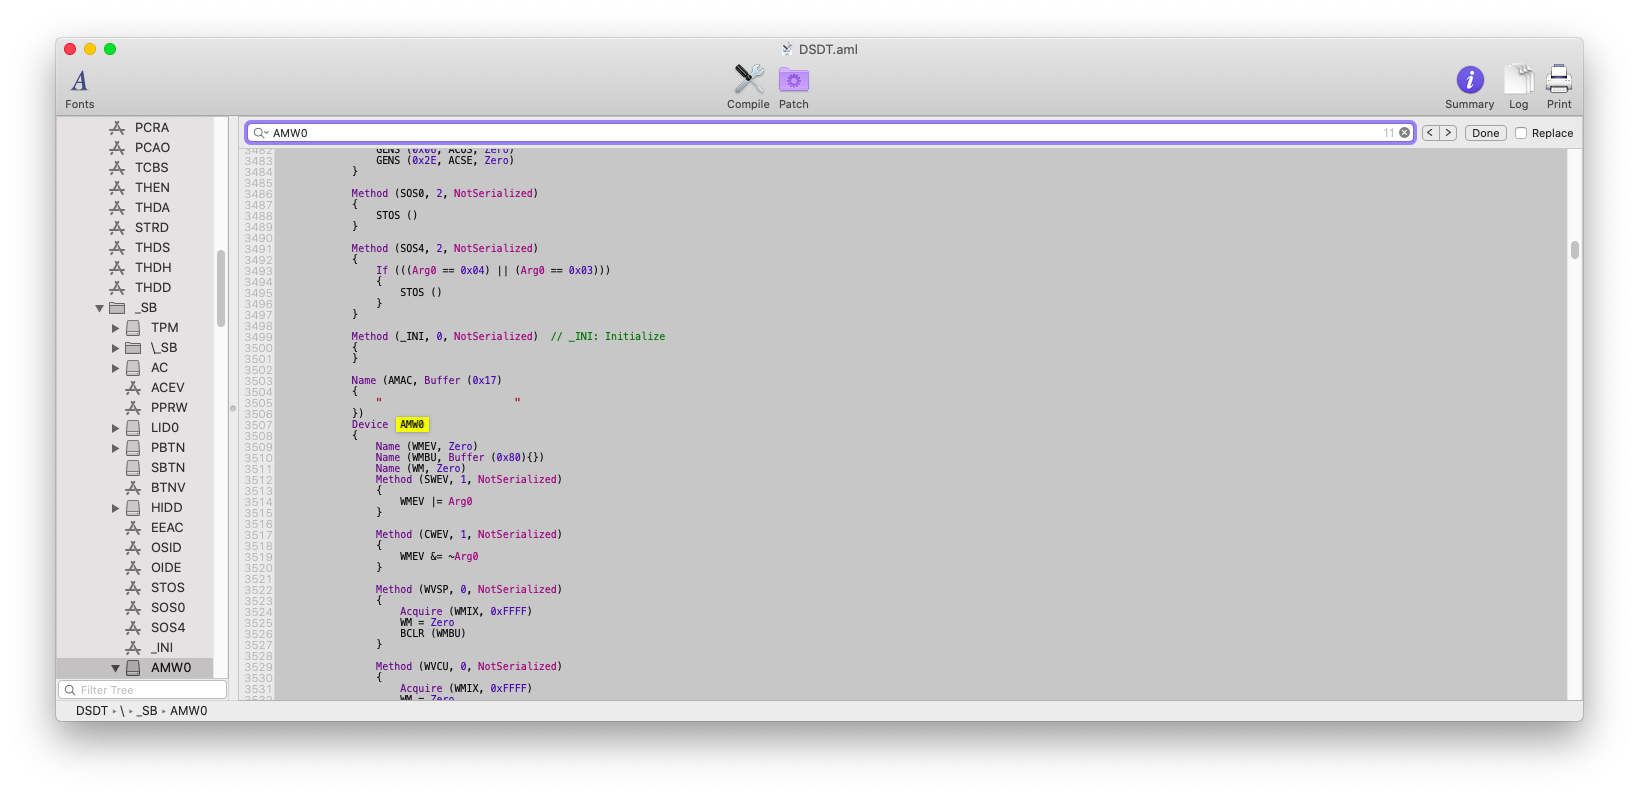 DSDT.aml
Fonts
Compile
Patch
Summary
Log
Print
PCRA
PCAO
TCBS
THEN
THDA
STRD
THDS
THDH
THDD
_SB
TPM
\_SB
AC
ACEV
PPRW
LID0
PBTN
SBTN
BTNV
HIDD
EEAC
OSID
OIDE
STOS
SOS0
SOS4
_INI
AMW0
Filter Tree
AMW0 11 < > Done Replace
3482 GENS (0x06, ACOS, Zero)
3483 GENS (0x2E, ACSE, Zero)
3484 }
3485
3486 Method (SOS0, 2, NotSerialized)
3487 {
3488 STOS ()
3489 }
3490
3491 Method (SOS4, 2, NotSerialized)
3492 {
3493 If (((Arg0 == 0x04) || (Arg0 == 0x03)))
3494 {
3495 STOS ()
3496 }
3497 }
3498
3499 Method (_INI, 0, NotSerialized) // _INI: Initialize
3500 {
3501 }
3502
3503 Name (AMAC, Buffer (0x17)
3504 {
3505 " "
3506 })
3507 Device AMW0
3508 {
3509 Name (WMEV, Zero)
3510 Name (WMBU, Buffer (0x80){})
3511 Name (WM, Zero)
3512 Method (SWEV, 1, NotSerialized)
3513 {
3514 WMEV |= Arg0
3515 }
3516
3517 Method (CWEV, 1, NotSerialized)
3518 {
3519 WMEV &= ~Arg0
3520 }
3521
3522 Method (WVSP, 0, NotSerialized)
3523 {
3524 Acquire (WMIX, 0xFFFF)
3525 WM = Zero
3526 BCLR (WMBU)
3527 }
3528
3529 Method (WVCU, 0, NotSerialized)
3530 {
3531 Acquire (WMIX, 0xFFFF)
3532 WM = Zero
DSDT ▸ \ ▸ _SB ▸ AMW0